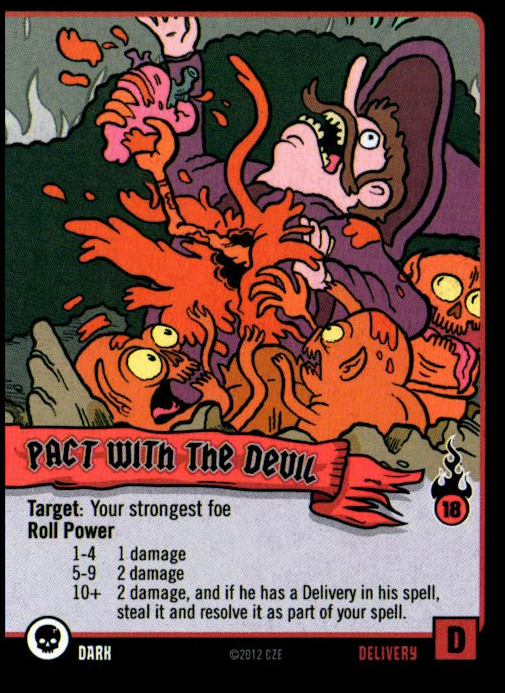 PACT WITH THE DEVIL
18
Target: Your strongest foe
Roll Power
1-4 1 damage
5-9 2 damage
10+ 2 damage, and if he has a Delivery in his spell,
steal it and resolve it as part of your spell.
DARK ©2012 CZE DELIVERY D